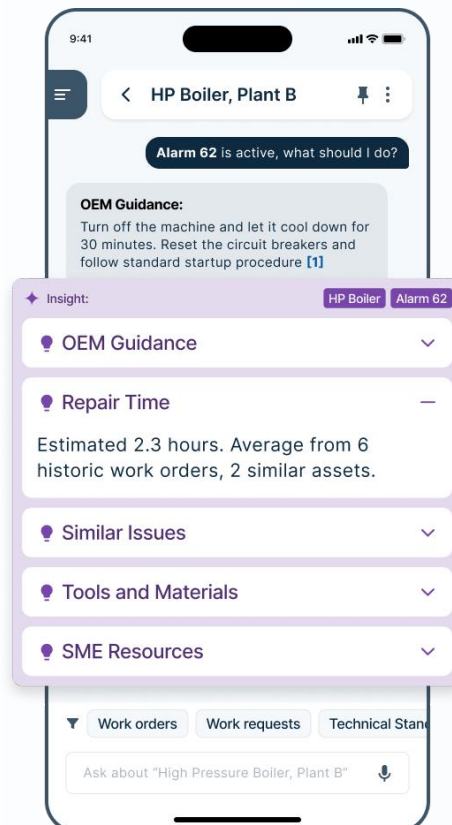 9:41
HP Boiler, Plant B
Alarm 62 is active, what should I do?
OEM Guidance:
Turn off the machine and let it cool down for
30 minutes. Reset the circuit breakers and
follow standard startup procedure [1]
Insight:
HP Boiler
Alarm 62
OEM Guidance
Repair Time
Estimated 2.3 hours. Average from 6
historic work orders, 2 similar assets.
Similar Issues
Tools and Materials
SME Resources
Work orders
Work requests
Technical Stan
Ask about "High Pressure Boiler, Plant B"